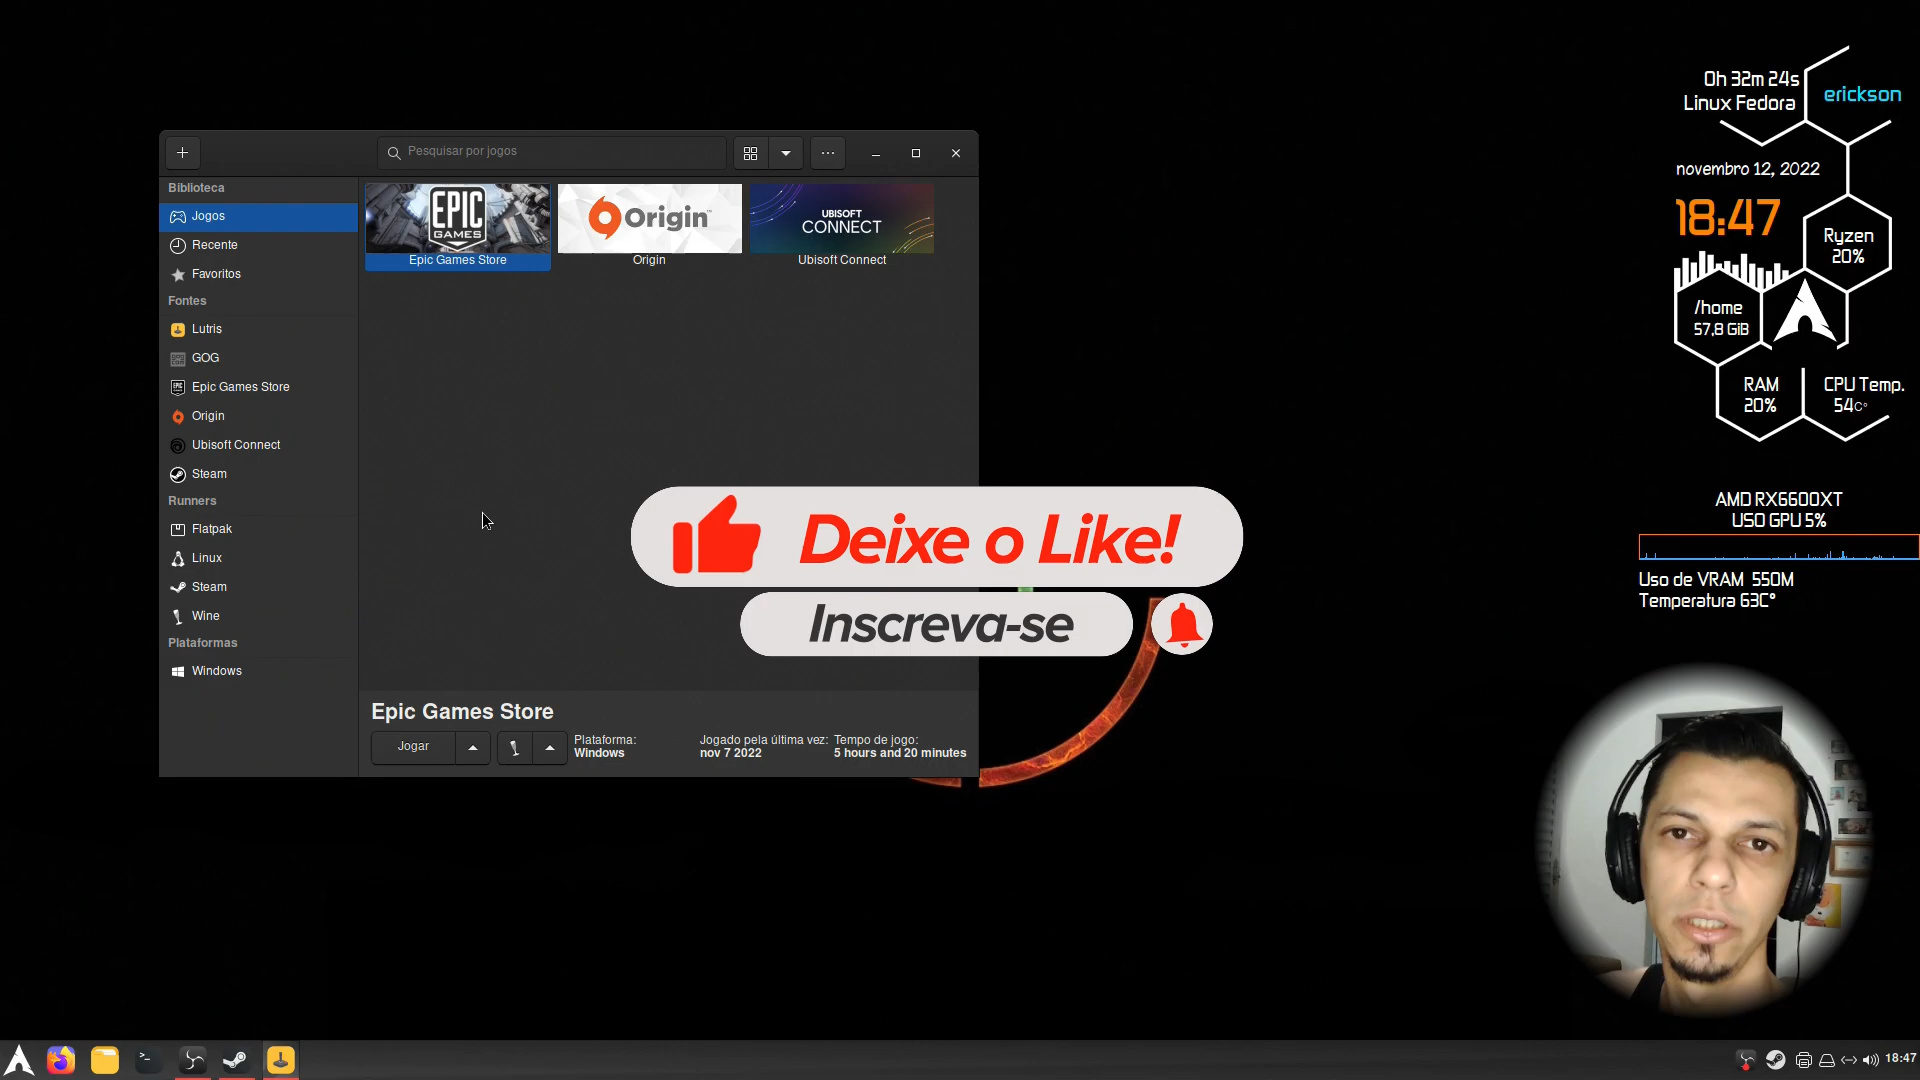 0h 32m 24s
Linux Fedora
erickson
novembro 12, 2022
18:47
Ryzen
20%
/home
57,8 GiB
RAM
20%
CPU Temp.
54C°
AMD RX6600XT
USO GPU 5%
Uso de VRAM 550M
Temperatura 63C°
Pesquisar por jogos
Biblioteca
Jogos
Recente
Favoritos
Fontes
Lutris
GOG
Epic Games Store
Origin
Ubisoft Connect
Steam
Runners
Flatpak
Linux
Steam
Wine
Plataformas
Windows
EPIC
GAMES
Epic Games Store
Origin
Origin
UBISOFT
CONNECT
Ubisoft Connect
Deixe o Like!
Inscreva-se
Epic Games Store
Jogar
Plataforma:
Windows
Jogado pela última vez:
nov 7 2022
Tempo de jogo:
5 hours and 20 minutes
18:47